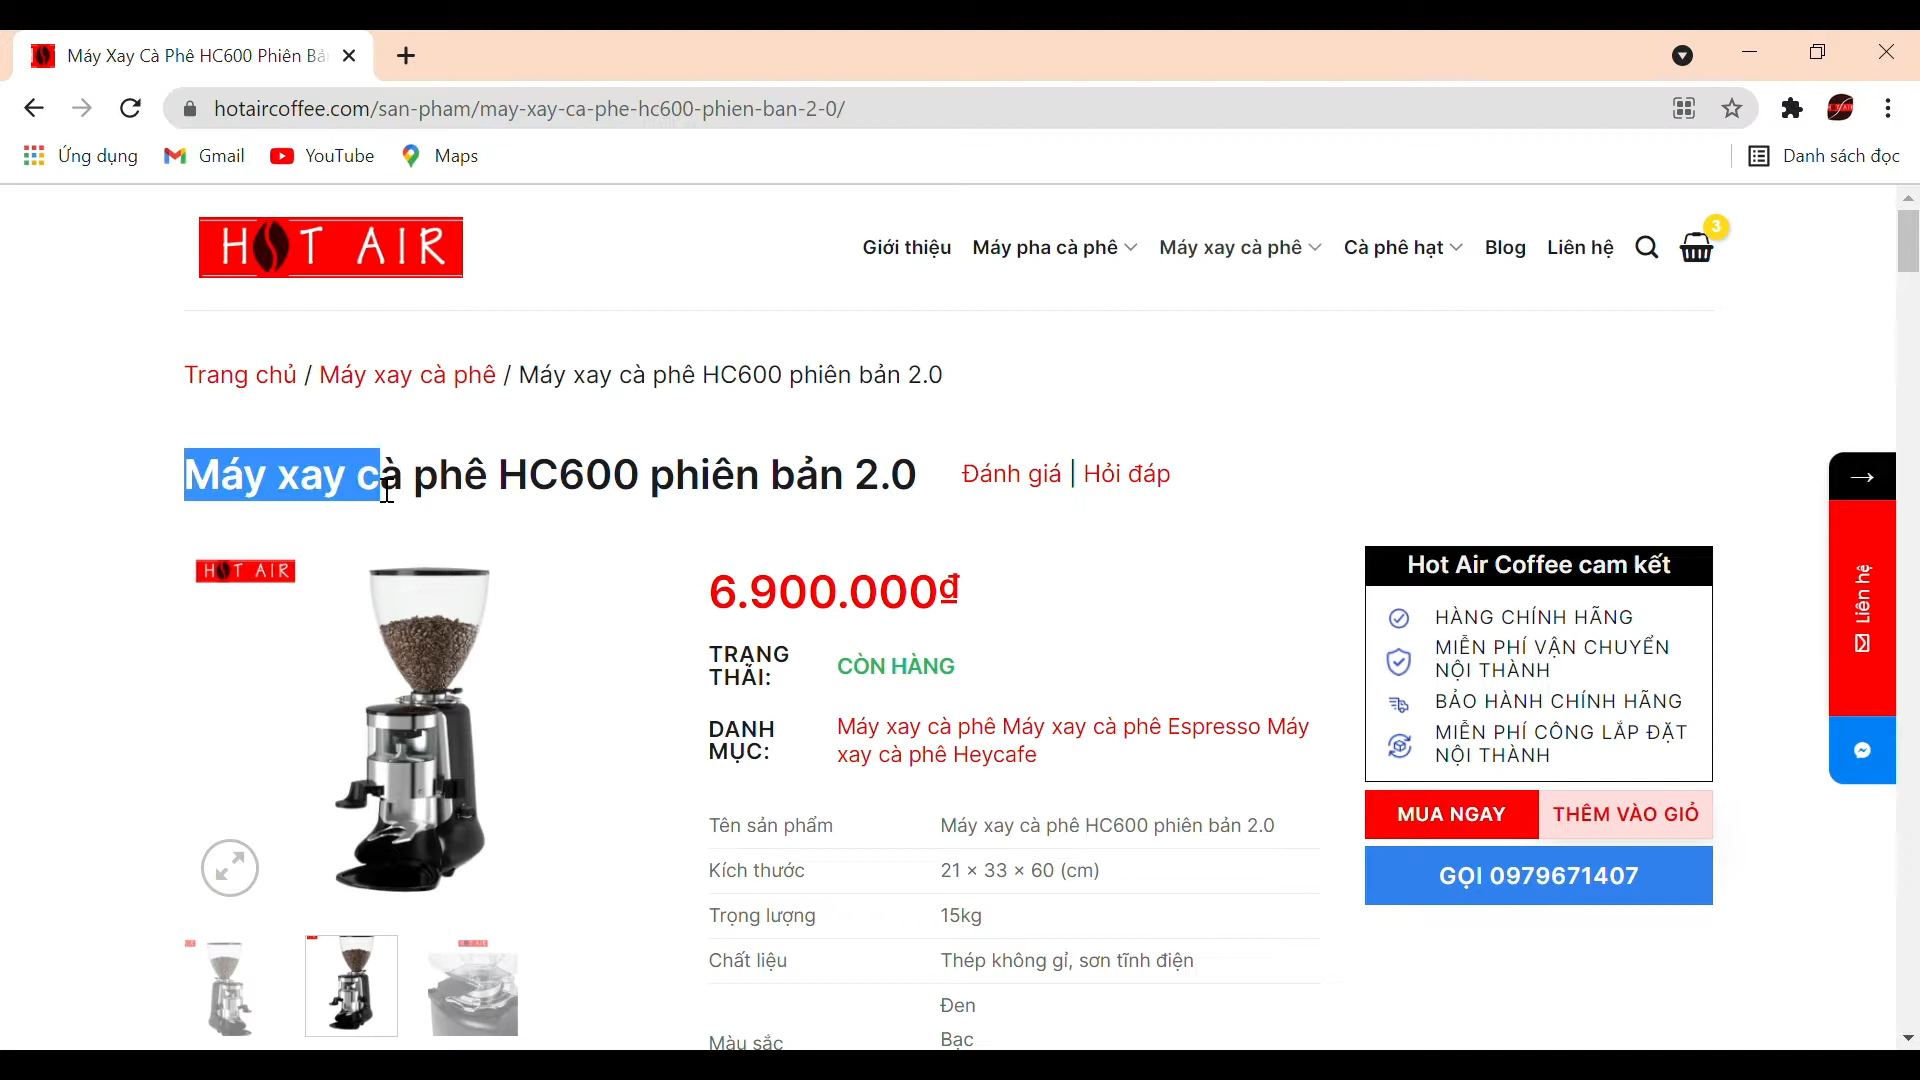 Máy Xay Cà Phê HC600 Phiên Bả
hotaircoffee.com/san-pham/may-xay-ca-phe-hc600-phien-ban-2-0/
Ứng dụng
Gmail
YouTube
Maps
Danh sách đọc
HOT AIR
Giới thiệu
Máy pha cà phê
Máy xay cà phê
Cà phê hạt
Blog
Liên hệ
3
Trang chủ / Máy xay cà phê / Máy xay cà phê HC600 phiên bản 2.0
Máy xay cà phê HC600 phiên bản 2.0
Đánh giá | Hỏi đáp
HOT AIR
6.900.000₫
TRẠNG THÁI:
CÒN HÀNG
DANH MỤC:
Máy xay cà phê Máy xay cà phê Espresso Máy
xay cà phê Heycafe
Tên sản phẩm
Máy xay cà phê HC600 phiên bản 2.0
Kích thước
21 × 33 × 60 (cm)
Trọng lượng
15kg
Chất liệu
Thép không gỉ, sơn tĩnh điện
Màu sắc
Đen
Bạc
Hot Air Coffee cam kết
HÀNG CHÍNH HÃNG
MIỄN PHÍ VẬN CHUYỂN
NỘI THÀNH
BẢO HÀNH CHÍNH HÃNG
MIỄN PHÍ CÔNG LẮP ĐẶT
NỘI THÀNH
MUA NGAY
THÊM VÀO GIỎ
GỌI 0979671407
Liên hệ